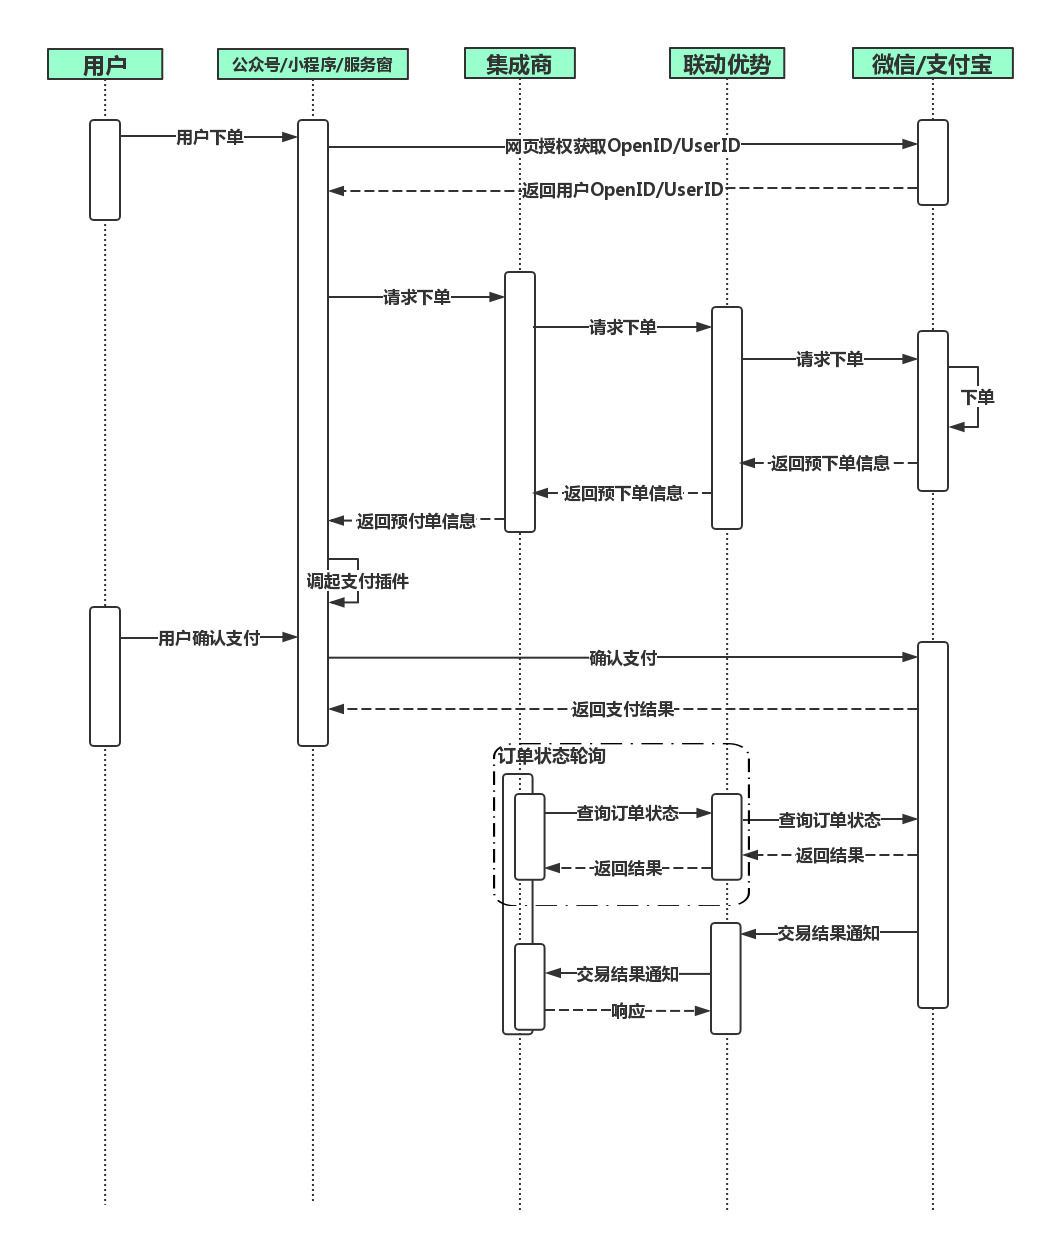 用户
公众号/小程序/服务窗
集成商
联动优势
微信/支付宝
用户下单
网页授权获取OpenID/UserID
返回用户OpenID/UserID
请求下单
请求下单
请求下单
下单
返回预下单信息
返回预下单信息
返回预付单信息
调起支付插件
用户确认支付
确认支付
返回支付结果
订单状态轮询
查询订单状态
查询订单状态
返回结果
返回结果
交易结果通知
交易结果通知
响应